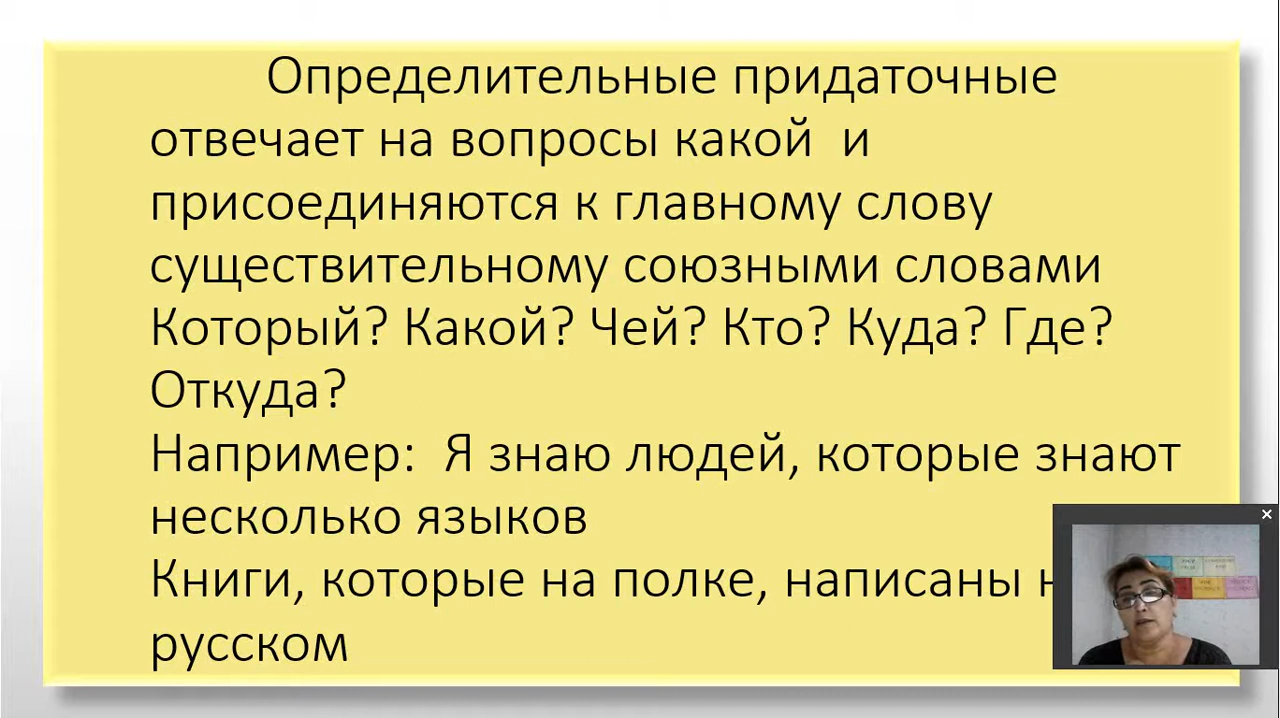 Определительные придаточные
отвечает на вопросы какой и
присоединяются к главному слову
существительному союзными словами
Который? Какой? Чей? Кто? Куда? Где?
Откуда?
Например: Я знаю людей, которые знают
несколько языков
Книги, которые на полке, написаны
русском